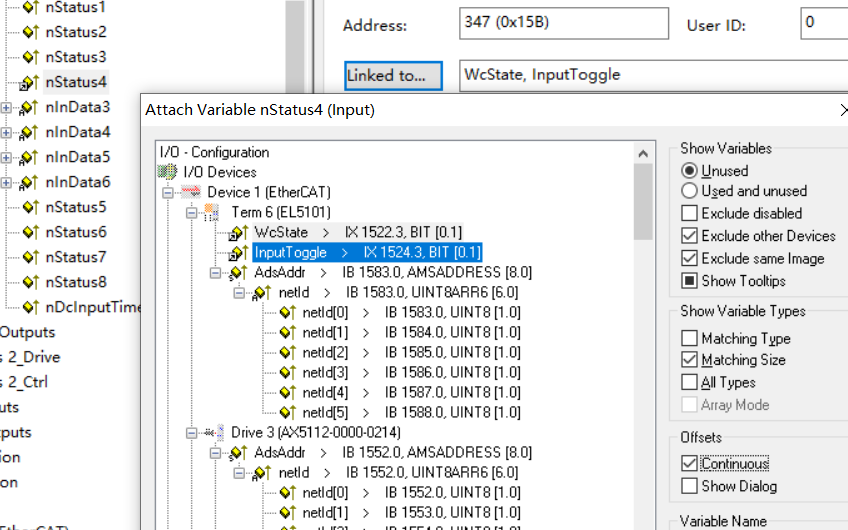 nStatus1
nStatus2
nStatus3
nStatus4
nInData3
nInData4
nInData5
nInData6
nStatus5
nStatus6
nStatus7
nStatus8
nDcInputTime
Outputs
2_Drive
2_Ctrl
Address:
347 (0x15B)
User ID:
0
Linked to...
WcState, InputToggle
Attach Variable nStatus4 (Input)
I/O - Configuration
I/O Devices
Device 1 (EtherCAT)
Term 6 (EL5101)
WcState > IX 1522.3, BIT [0.1]
InputToggle > IX 1524.3, BIT [0.1]
AdsAddr > IB 1583.0, AMSADDRESS [8.0]
netId > IB 1583.0, UINT8ARR6 [6.0]
netId[0] > IB 1583.0, UINT8 [1.0]
netId[1] > IB 1584.0, UINT8 [1.0]
netId[2] > IB 1585.0, UINT8 [1.0]
netId[3] > IB 1586.0, UINT8 [1.0]
netId[4] > IB 1587.0, UINT8 [1.0]
netId[5] > IB 1588.0, UINT8 [1.0]
Drive 3 (AX5112-0000-0214)
AdsAddr > IB 1552.0, AMSADDRESS [8.0]
netId > IB 1552.0, UINT8ARR6 [6.0]
netId[0] > IB 1552.0, UINT8 [1.0]
netId[1] > IB 1553.0, UINT8 [1.0]
Show Variables
Unused
Used and unused
Exclude disabled
Exclude other Devices
Exclude same Image
Show Tooltips
Show Variable Types
Matching Type
Matching Size
All Types
Array Mode
Offsets
Continuous
Show Dialog
Variable Name